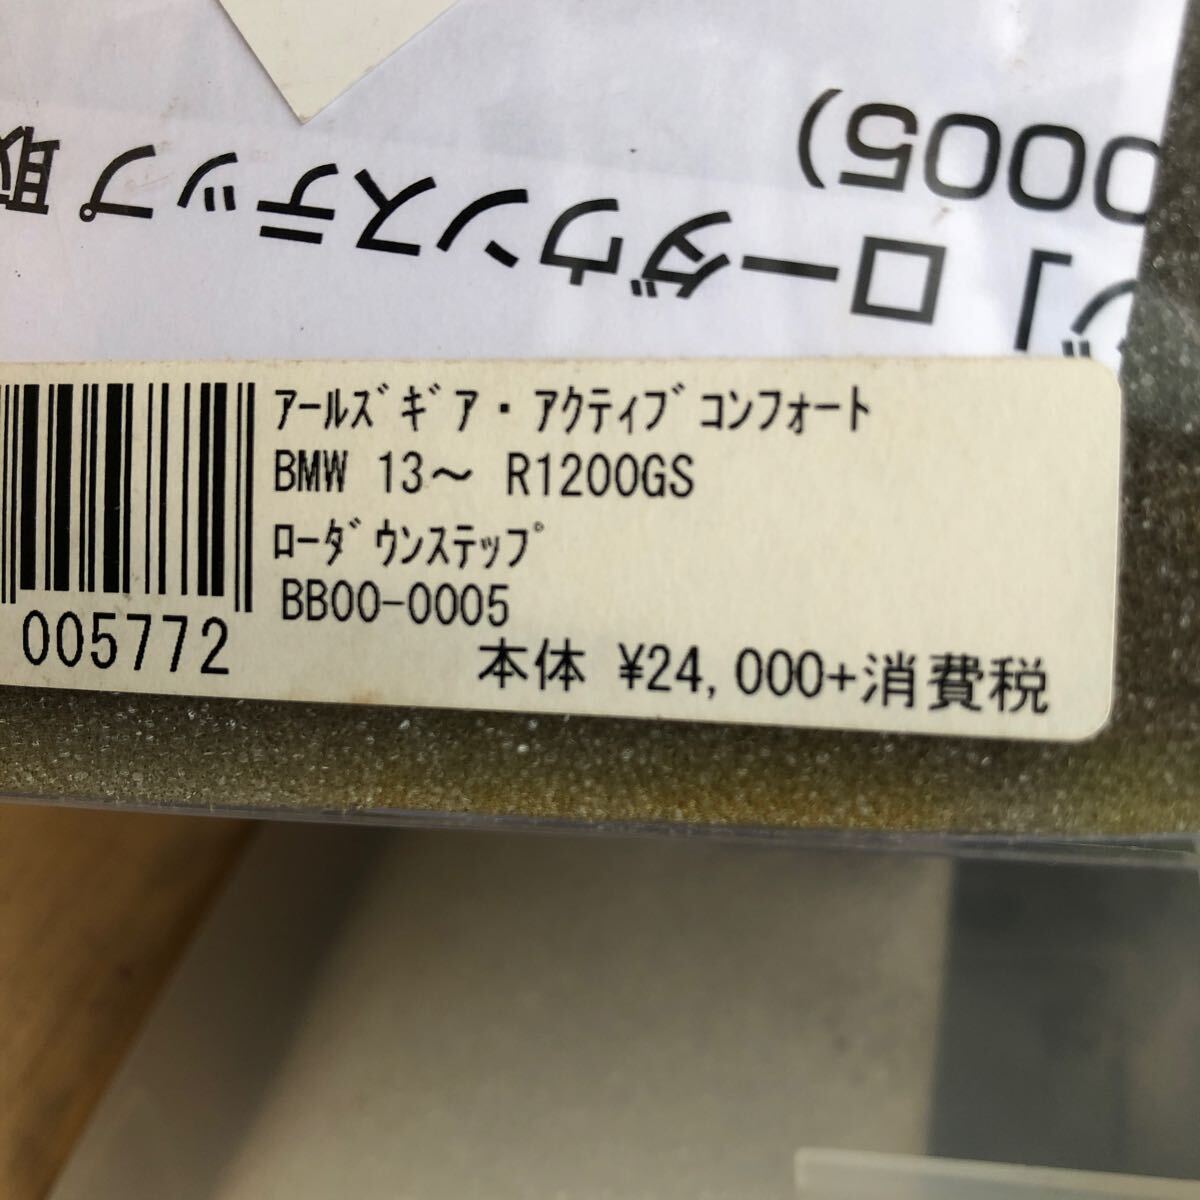 ローダウンステップ 取
0005)
ｱｰﾙｽﾞｷﾞｱ・ｱｸﾃｨﾌﾞｺﾝﾌｫｰﾄ
BMW 13～ R1200GS
ﾛｰﾀﾞｳﾝｽﾃｯﾌﾟ
BB00-0005
005772
本体 ¥24,000+消費税